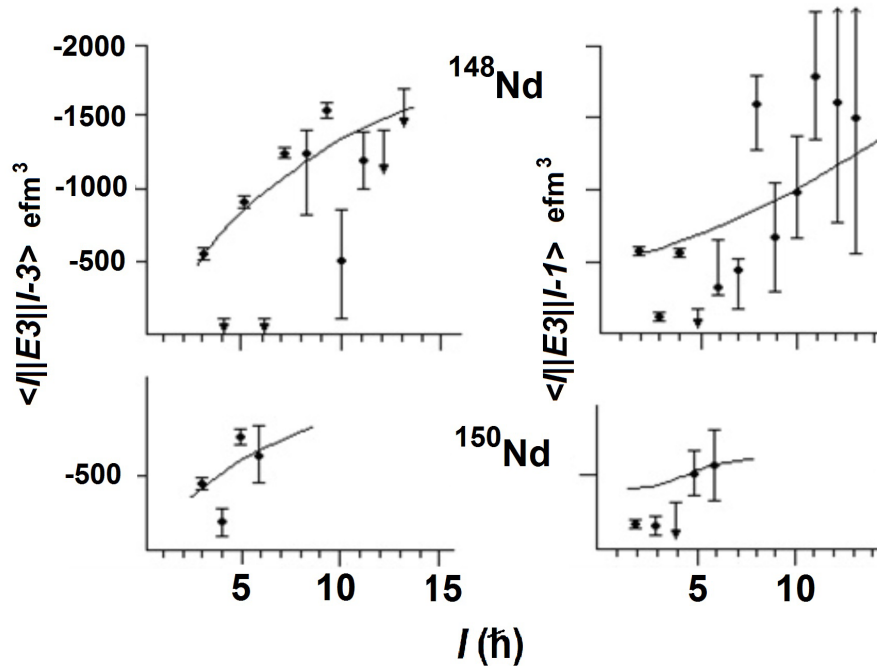 -2000
-1500
-1000
-500
<I||E3||I-3> efm³
¹⁴⁸Nd
<I||E3||I-1> efm³
5
10
15
5
10
-500
¹⁵⁰Nd
I (ħ)